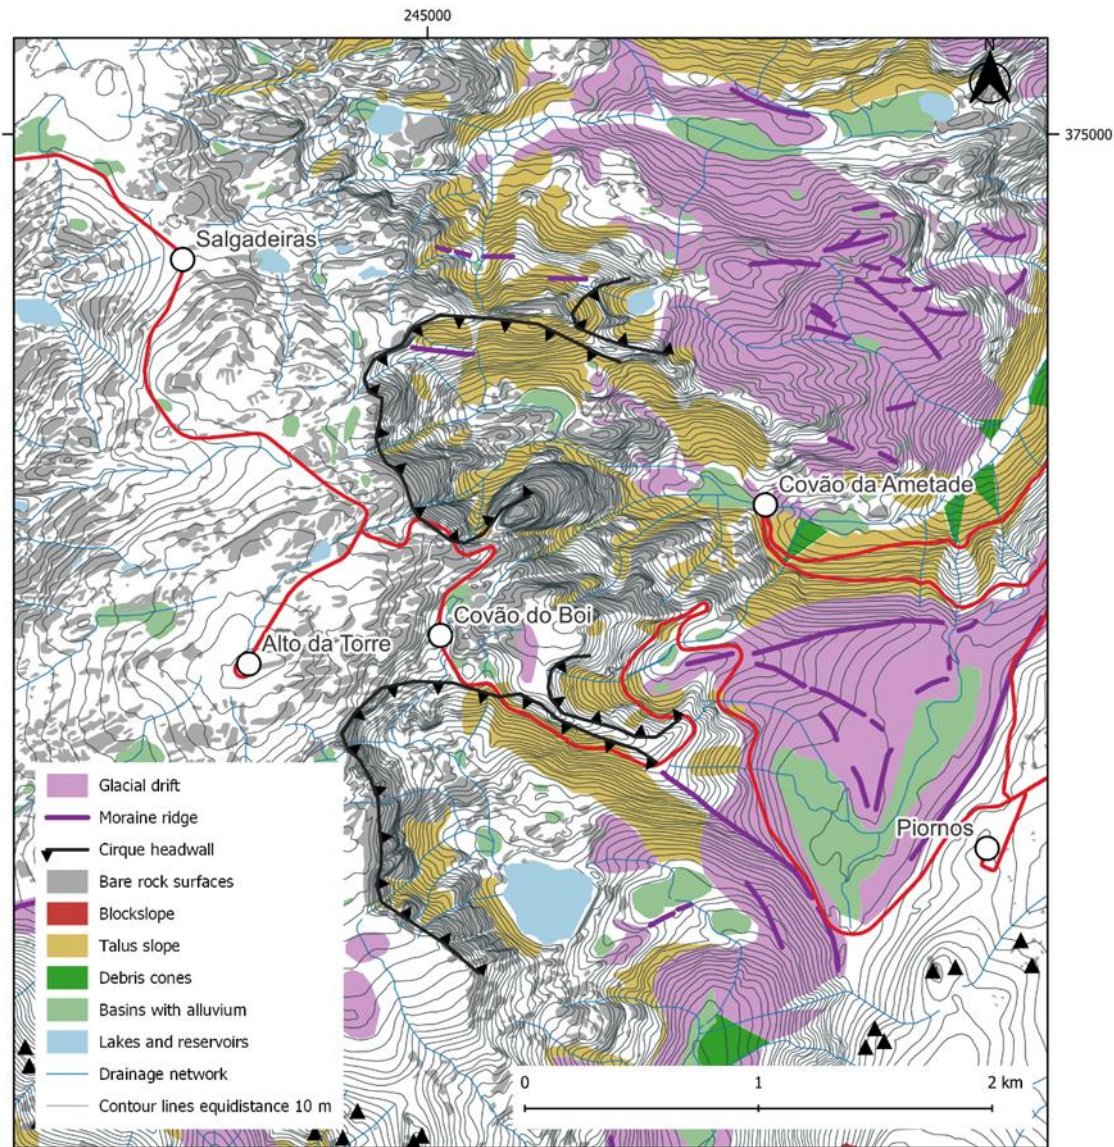 245000
N
375000
Salgadeiras
Covão da Ametade
Covão do Boi
Alto da Torre
Piornos
Glacial drift
Moraine ridge
Cirque headwall
Bare rock surfaces
Blockslope
Talus slope
Debris cones
Basins with alluvium
Lakes and reservoirs
Drainage network
Contour lines equidistance 10 m
0 1 2 km